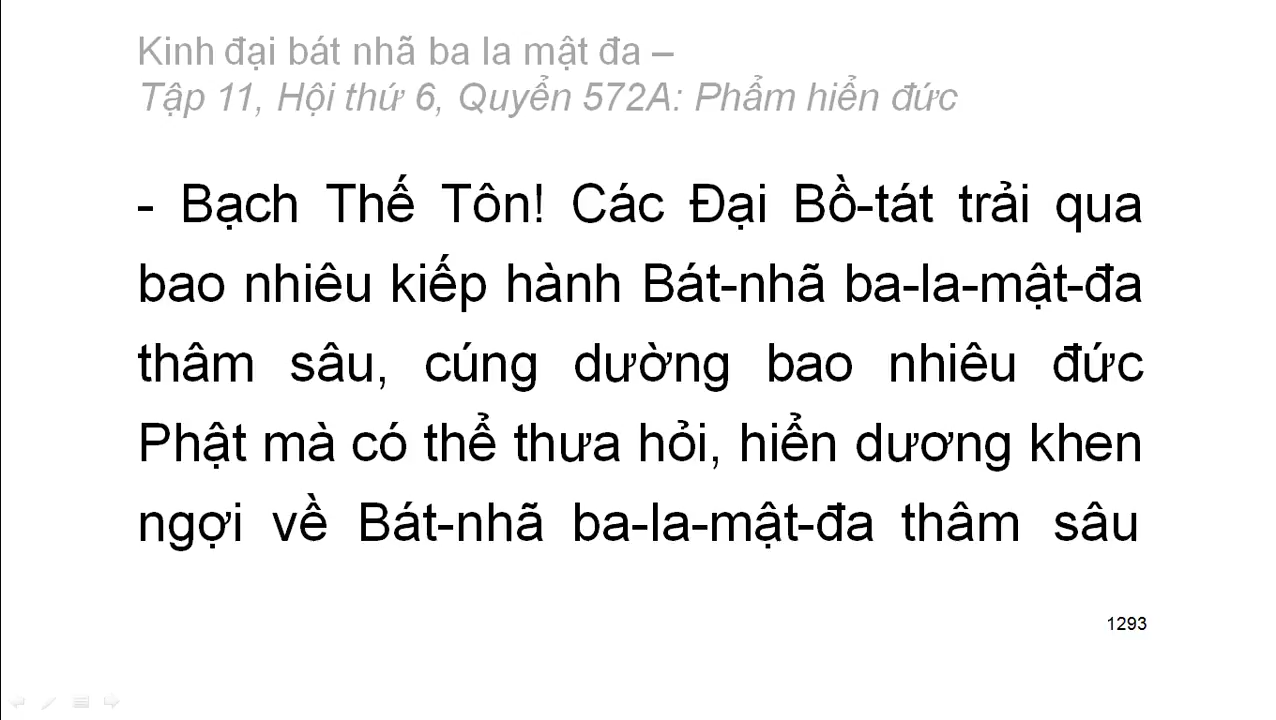 Kinh đại bát nhã ba la mật đa –
Tập 11, Hội thứ 6, Quyển 572A: Phẩm hiển đức
- Bạch Thế Tôn! Các Đại Bồ-tát trải qua
bao nhiêu kiếp hành Bát-nhã ba-la-mật-đa
thâm sâu, cúng dường bao nhiêu đức
Phật mà có thể thưa hỏi, hiển dương khen
ngợi về Bát-nhã ba-la-mật-đa thâm sâu
1293